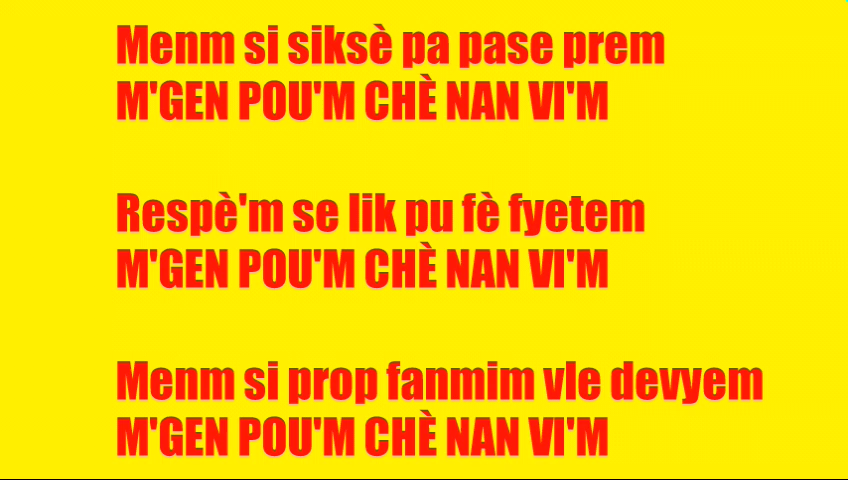 Menm si siksè pa pase prem
M'GEN POU'M CHÈ NAN VI'M
Respè'm se lik pu fè fyetem
M'GEN POU'M CHÈ NAN VI'M
Menm si prop fanmim vle devyem
M'GEN POU'M CHÈ NAN VI'M